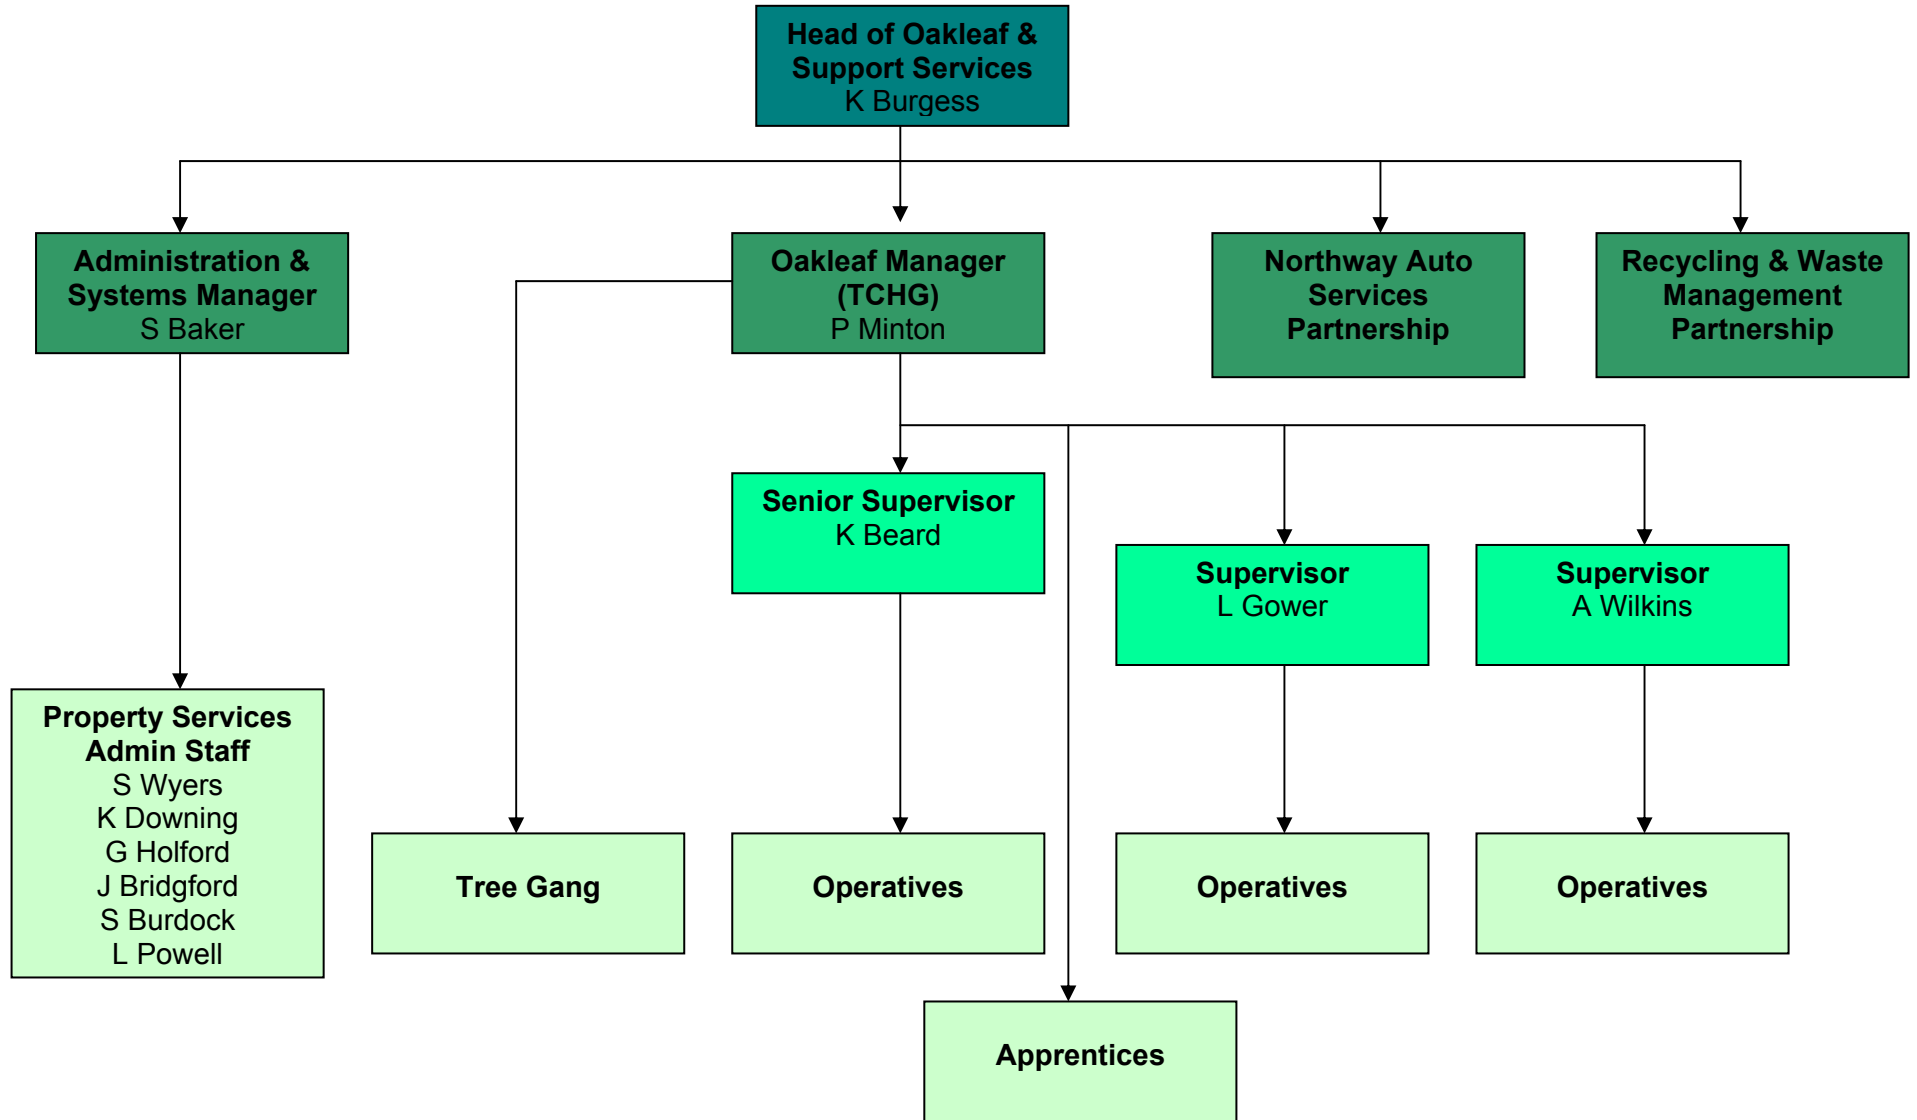 Head of Oakleaf &
Support Services
K Burgess
Administration &
Systems Manager
S Baker
Oakleaf Manager
(TCHG)
P Minton
Northway Auto
Services
Partnership
Recycling & Waste
Management
Partnership
Senior Supervisor
K Beard
Supervisor
L Gower
Supervisor
A Wilkins
Property Services
Admin Staff
S Wyers
K Downing
G Holford
J Bridgford
S Burdock
L Powell
Tree Gang
Operatives
Operatives
Operatives
Apprentices